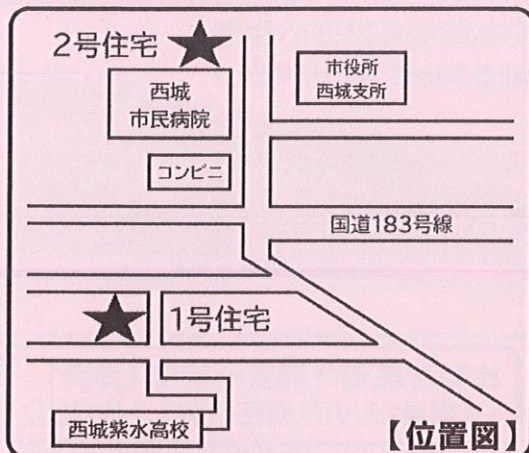 2号住宅
市役所
西城支所
西城
市民病院
コンビニ
国道183号線
1号住宅
西城紫水高校
【位置図】